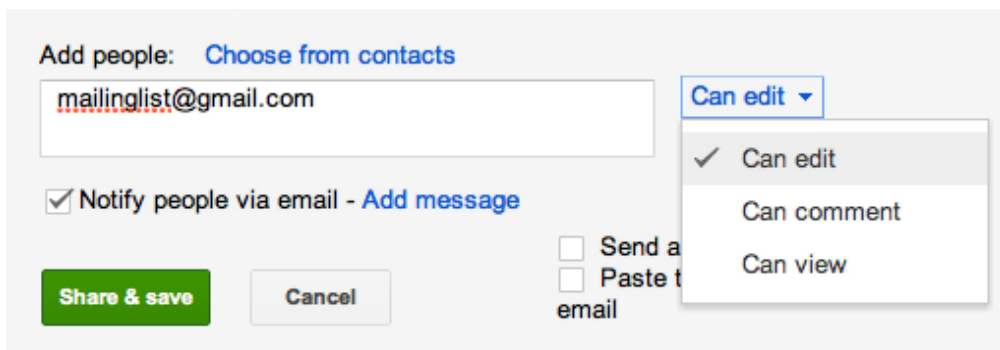 Add people: Choose from contacts
mailinglist@gmail.com
Can edit
Can edit
Can comment
Can view
Notify people via email - Add message
Send a
Paste t
email
Share & save
Cancel